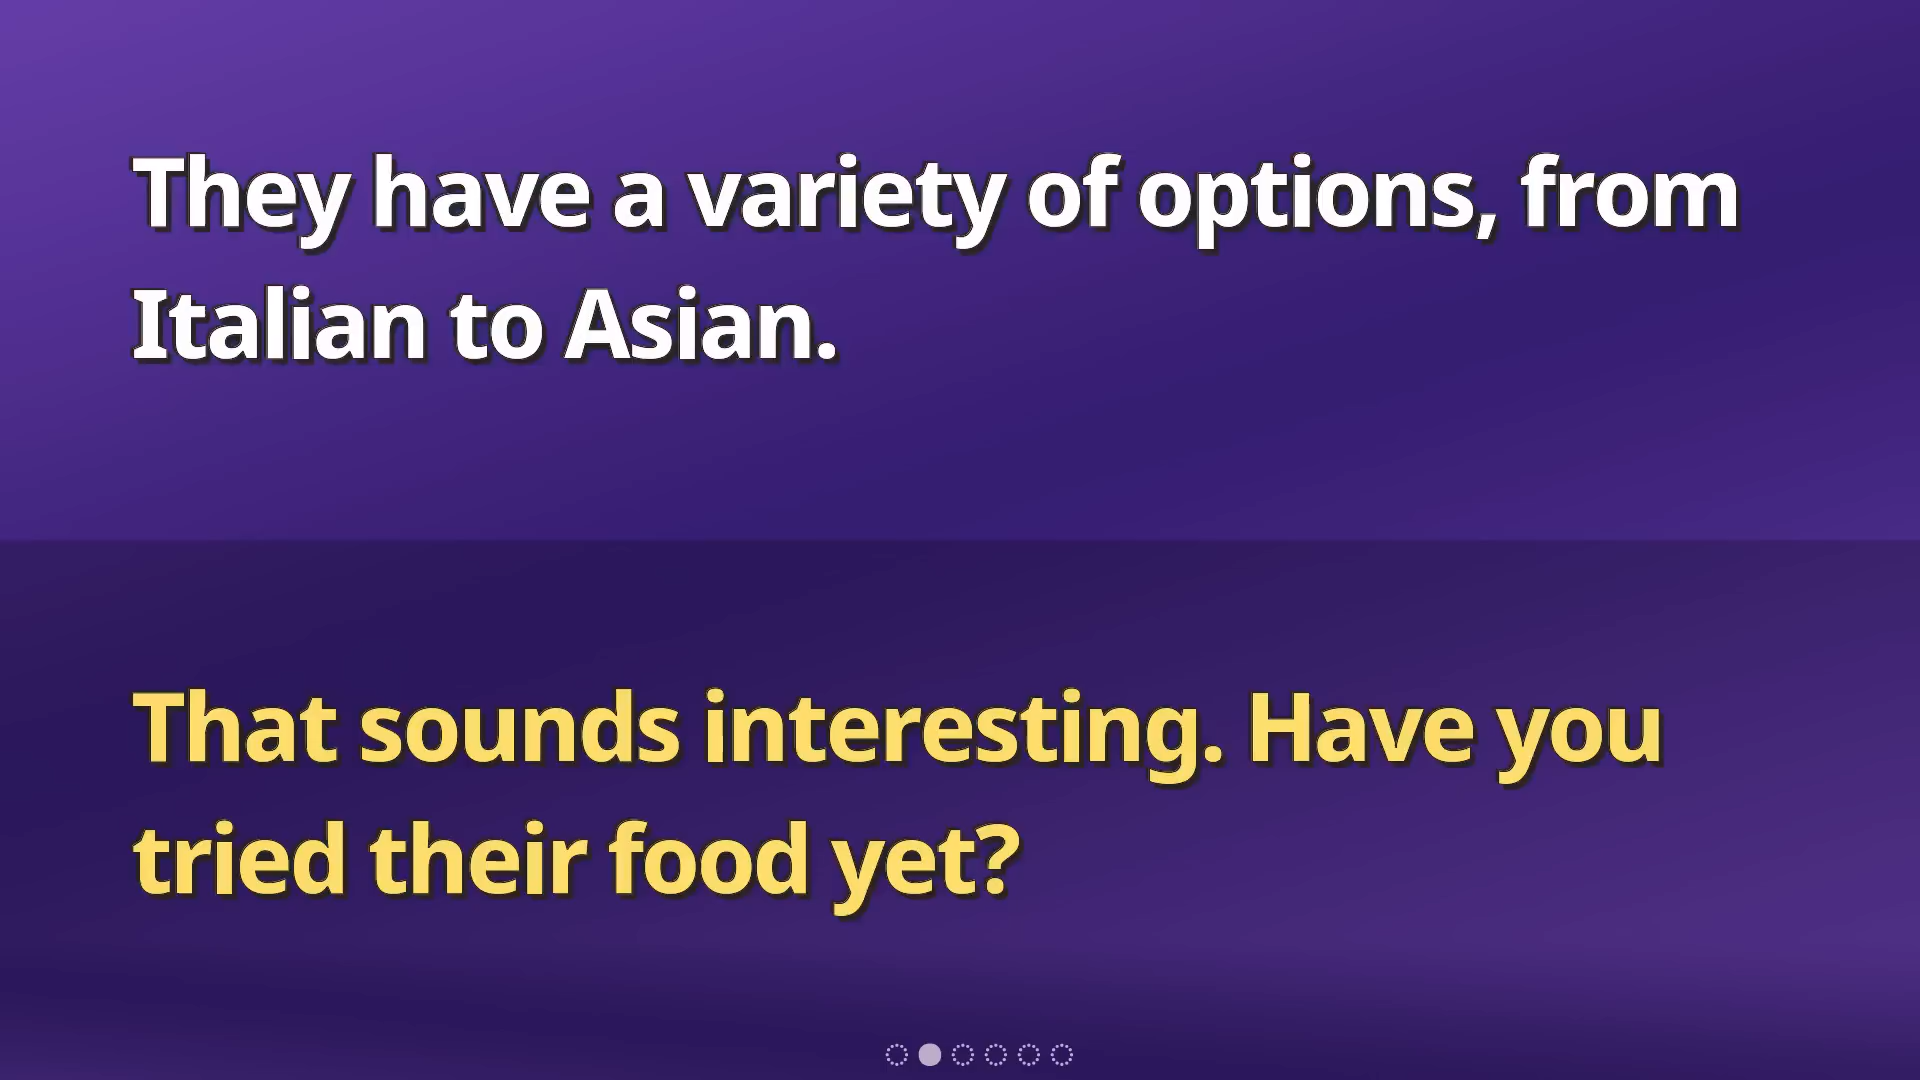 They have a variety of options, from
Italian to Asian.
That sounds interesting. Have you
tried their food yet?